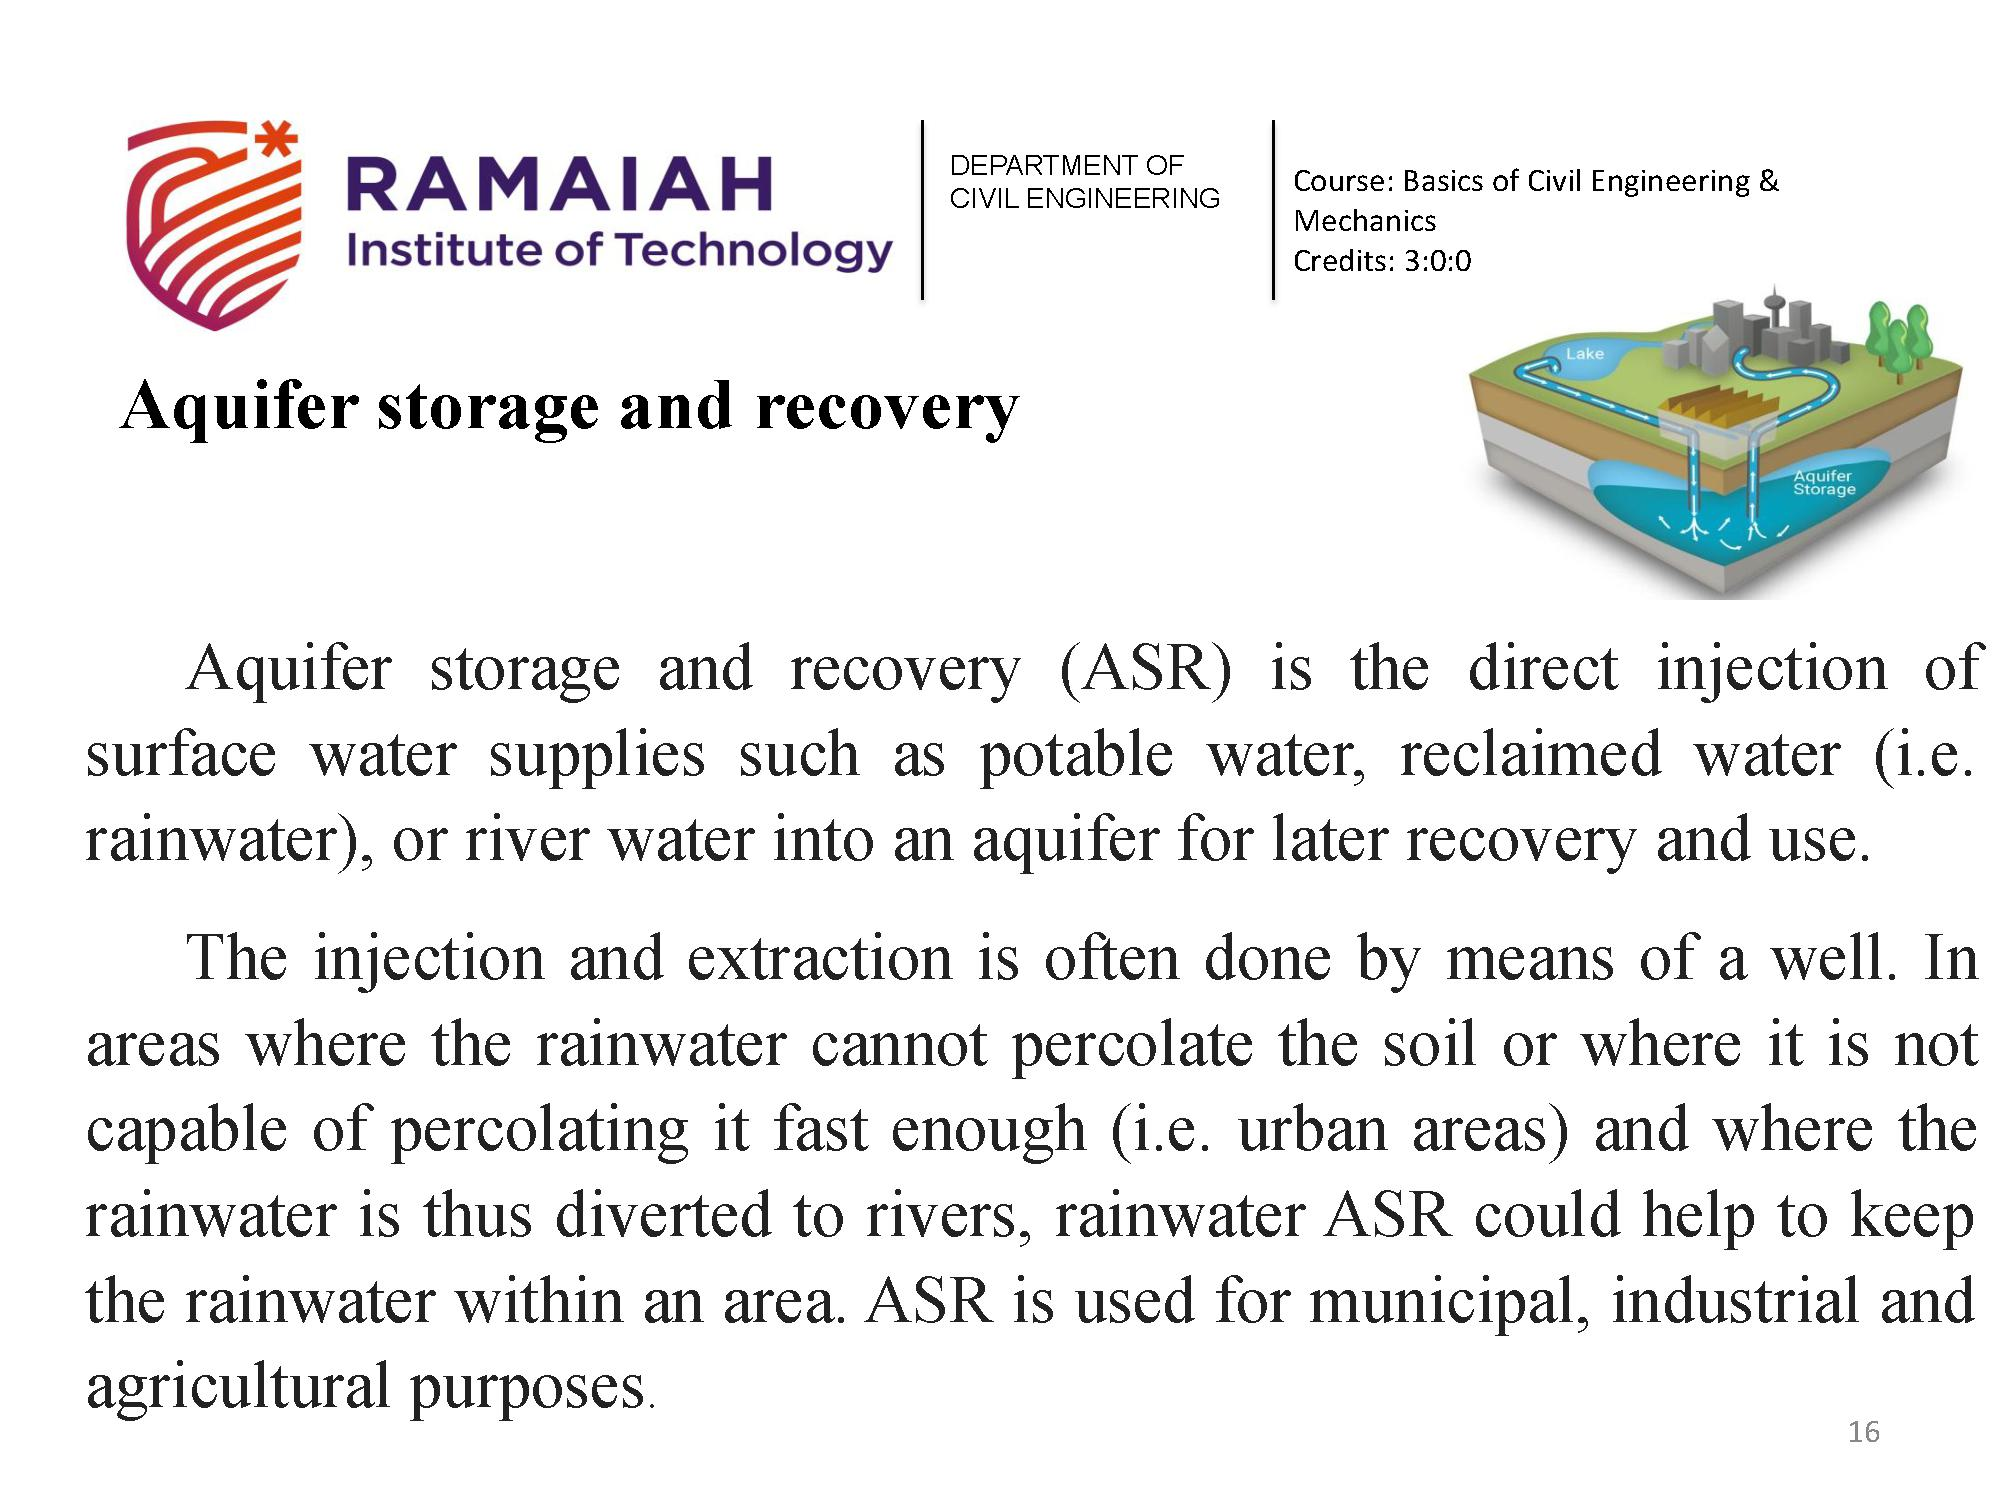 RAMAIAH
Institute of Technology
DEPARTMENT OF
CIVIL ENGINEERING
Course: Basics of Civil Engineering &
Mechanics
Credits: 3:0:0
Lake
Aquifer
Storage
Aquifer storage and recovery
Aquifer storage and recovery (ASR) is the direct injection of
surface water supplies such as potable water, reclaimed water (i.e.
rainwater), or river water into an aquifer for later recovery and use.
The injection and extraction is often done by means of a well. In
areas where the rainwater cannot percolate the soil or where it is not
capable of percolating it fast enough (i.e. urban areas) and where the
rainwater is thus diverted to rivers, rainwater ASR could help to keep
the rainwater within an area. ASR is used for municipal, industrial and
agricultural purposes.
16